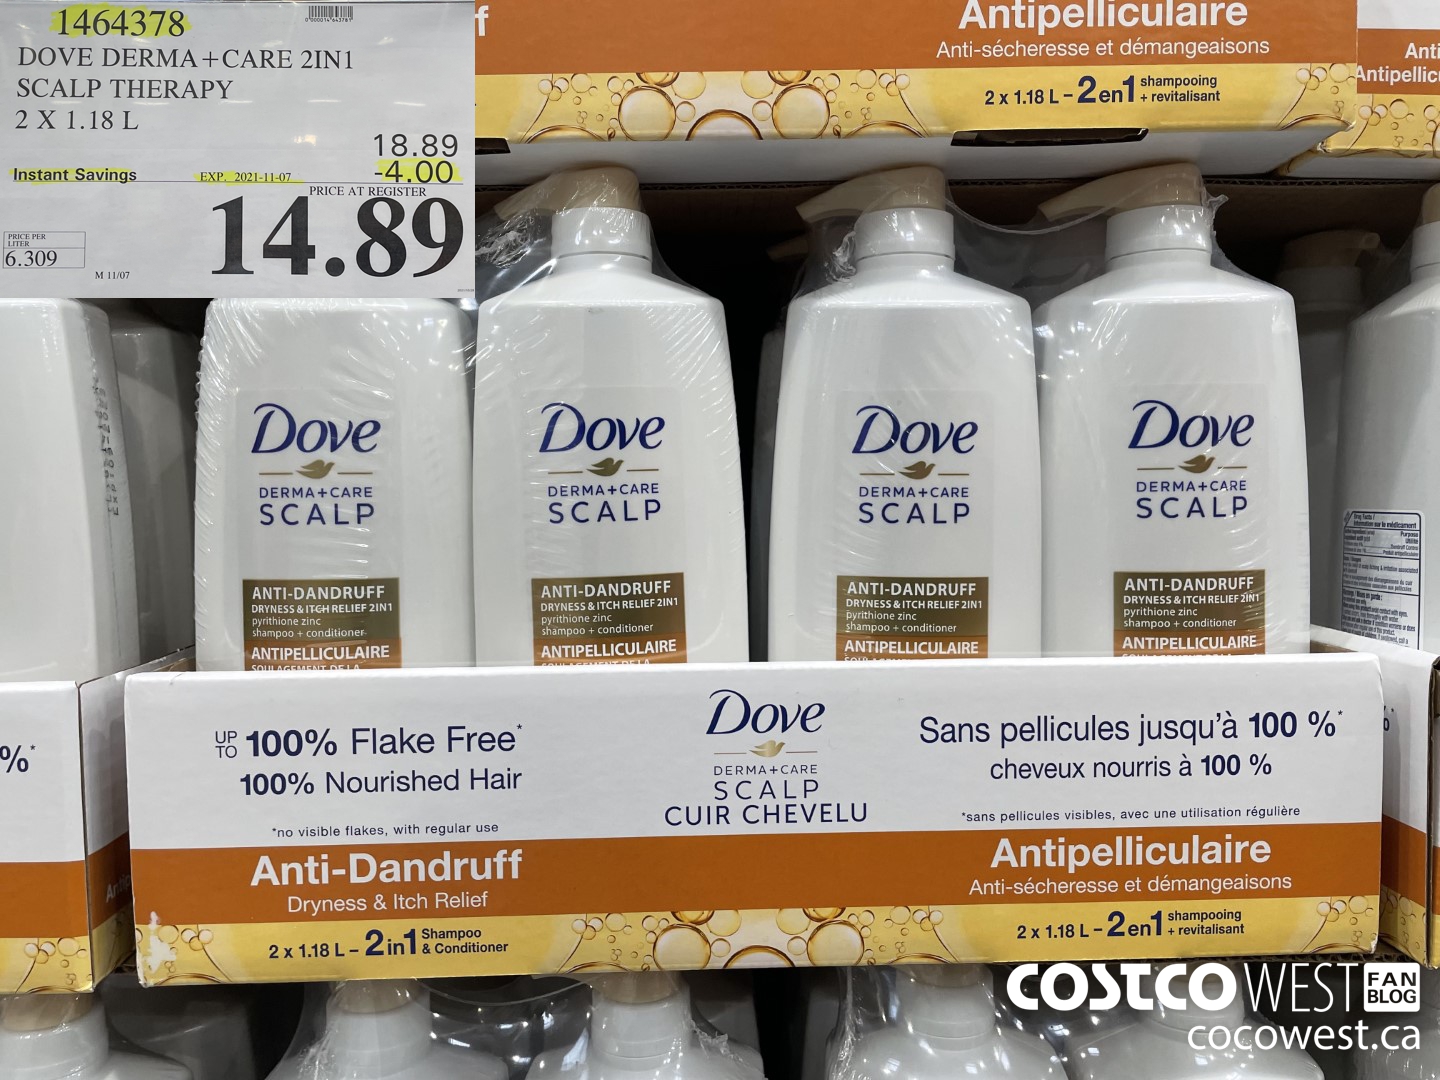 1464378
DOVE DERMA+CARE 2IN1
SCALP THERAPY
2 X 1.18 L
18.89
Instant Savings EXP. 2021-11-07 -4.00
PRICE AT REGISTER
14.89
PRICE PER
LITER
6.309
M 11/07
f
Antipelliculaire
Anti-sécheresse et démangeaisons
2 x 1.18 L – 2en1 shampooing
+ revitalisant
Anti
Antipellic
Dove
DERMA+CARE
SCALP
ANTI-DANDRUFF
DRYNESS & ITCH RELIEF 2IN1
pyrithione zinc
shampoo + conditioner
ANTIPELLICULAIRE
SOULAGEMENT DE LA
Dove
DERMA+CARE
SCALP
ANTI-DANDRUFF
DRYNESS & ITCH RELIEF 2IN1
pyrithione zinc
shampoo + conditioner
ANTIPELLICULAIRE
SOULAGEMENT DE LA
Dove
DERMA+CARE
SCALP
ANTI-DANDRUFF
DRYNESS & ITCH RELIEF 2IN1
pyrithione zinc
shampoo + conditioner
ANTIPELLICULAIRE
Dove
DERMA+CARE
SCALP
ANTI-DANDRUFF
DRYNESS & ITCH RELIEF 2IN1
pyrithione zinc
shampoo + conditioner
ANTIPELLICULAIRE
%*
UP TO 100% Flake Free*
100% Nourished Hair
*no visible flakes, with regular use
Anti-Dandruff
Dryness & Itch Relief
2 x 1.18 L – 2in1 Shampoo
& Conditioner
Dove
DERMA+CARE
SCALP
CUIR CHEVELU
Sans pellicules jusqu'à 100 %*
cheveux nourris à 100 %
*sans pellicules visibles, avec une utilisation régulière
Antipelliculaire
Anti-sécheresse et démangeaisons
2 x 1.18 L – 2en1 shampooing
+ revitalisant
COSTCO WEST FAN
BLOG
cocowest.ca